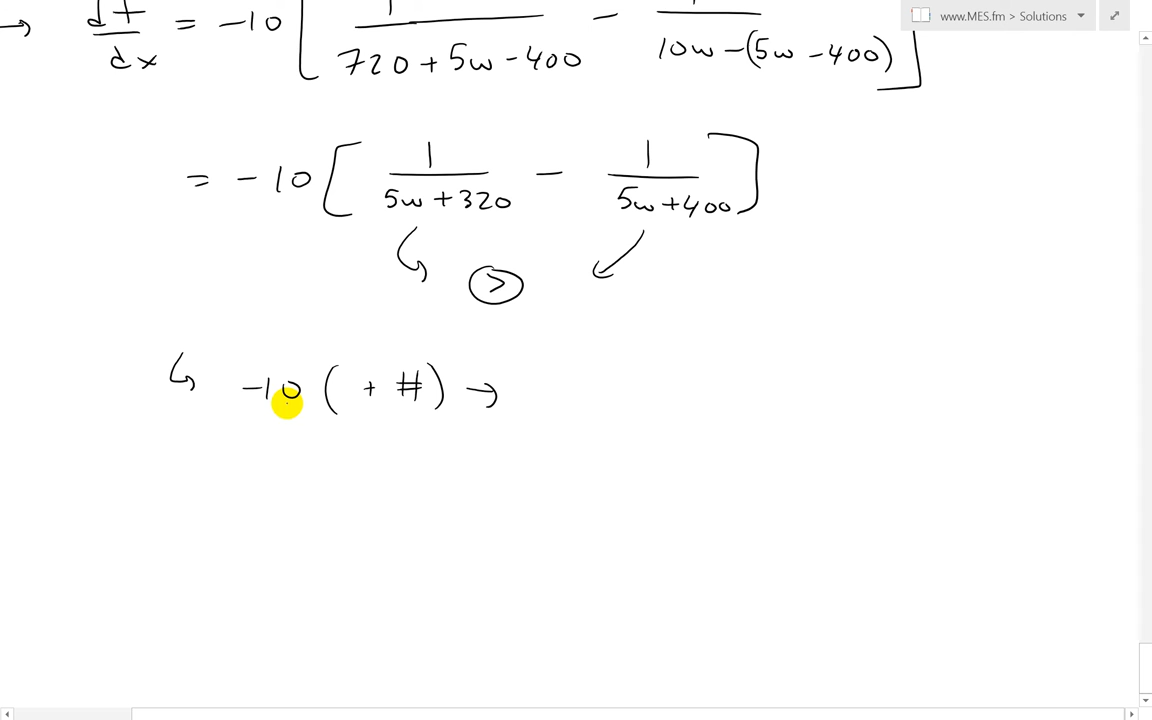 www.MES.fm > Solutions
→ dt/dx = -10 [ 1/(720+5w-400) - 1/(10w-(5w-400)) ]
= -10 [ 1/(5w+320) - 1/(5w+400) ]
>
-10 ( + # ) →